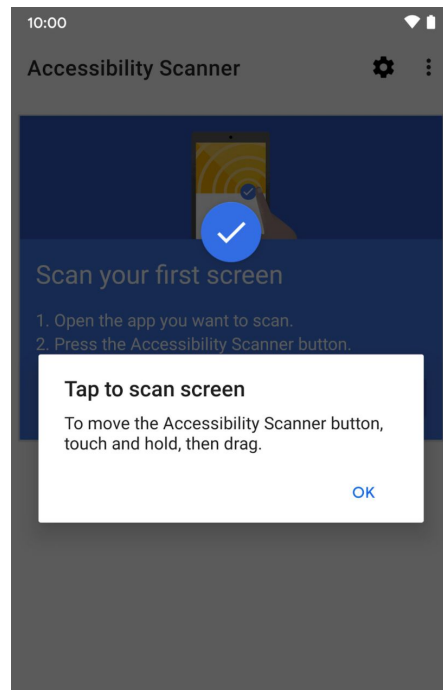 10:00
Accessibility Scanner
Scan your first screen
1. Open the app you want to scan.
2. Press the Accessibility Scanner button.
Tap to scan screen
To move the Accessibility Scanner button,
touch and hold, then drag.
OK